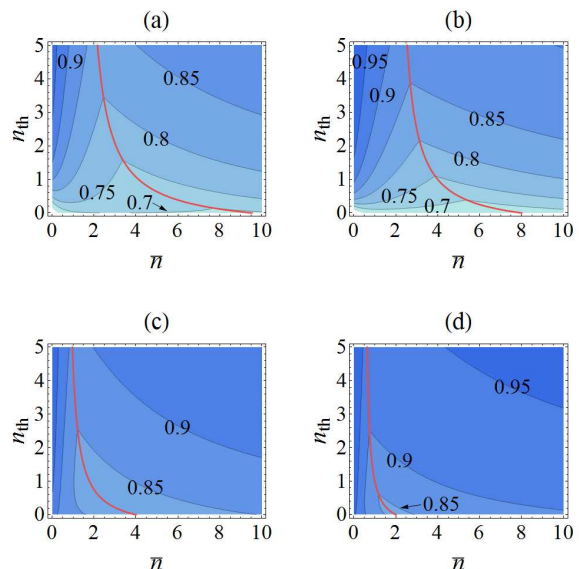 (a) (b)
5 0.9 0.85 5 0.95 0.85
4 4 0.9
n_th 3 0.8 n_th 3 0.8
2 2
1 0.75 0.7 1 0.75 0.7
0 0
0 2 4 6 8 10 0 2 4 6 8 10
n̅ n̅
(c) (d)
5 5 0.95
4 4
n_th 3 0.9 n_th 3
2 2 0.9
1 0.85 1 0.85
0 0
0 2 4 6 8 10 0 2 4 6 8 10
n̅ n̅